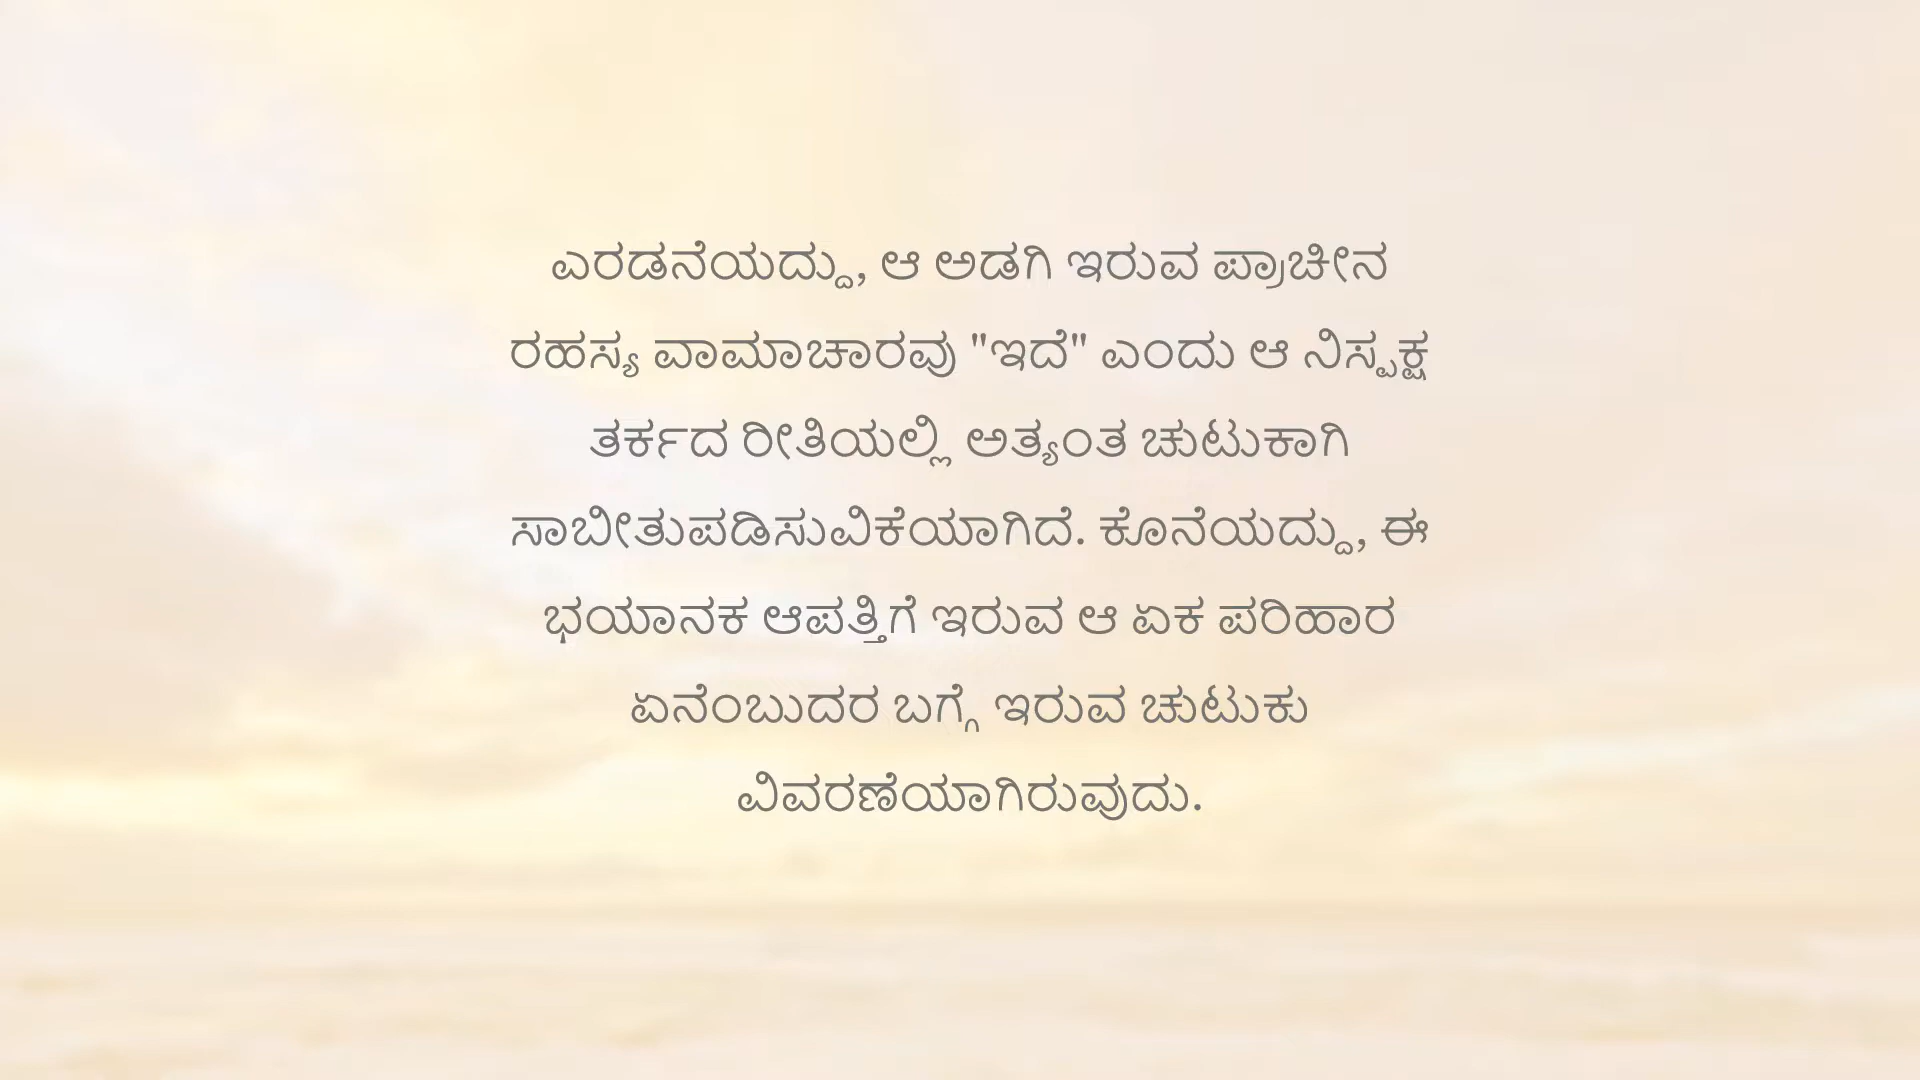 ಎರಡನೆಯದ್ದು, ಆ ಅಡಗಿ ಇರುವ ಪ್ರಾಚೀನ
ರಹಸ್ಯ ವಾಮಾಚಾರವು "ಇದೆ" ಎಂದು ಆ ನಿಸ್ಪಕ್ಷ
ತರ್ಕದ ರೀತಿಯಲ್ಲಿ ಅತ್ಯಂತ ಚುಟುಕಾಗಿ
ಸಾಬೀತುಪಡಿಸುವಿಕೆಯಾಗಿದೆ. ಕೊನೆಯದ್ದು, ಈ
ಭಯಾನಕ ಆಪತ್ತಿಗೆ ಇರುವ ಆ ಏಕ ಪರಿಹಾರ
ಏನೆಂಬುದರ ಬಗ್ಗೆ ಇರುವ ಚುಟುಕು
ವಿವರಣೆಯಾಗಿರುವುದು.